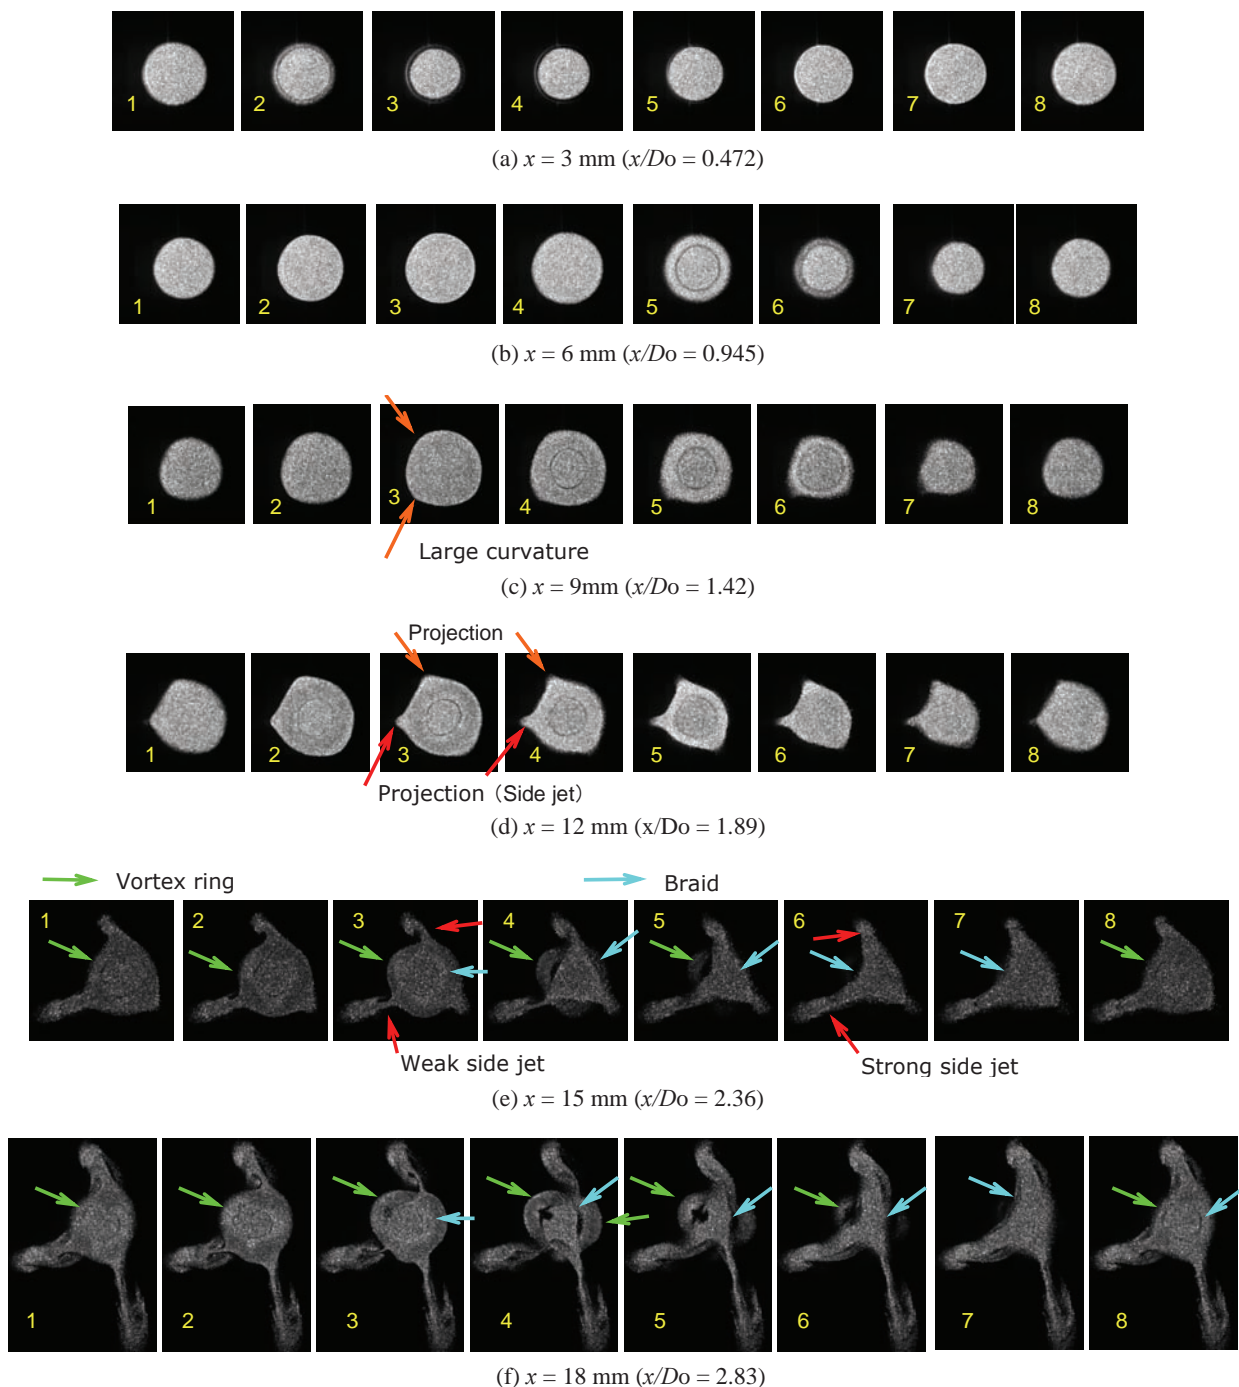 1 2 3 4 5 6 7 8
(a) x = 3 mm (x/Do = 0.472)
1 2 3 4 5 6 7 8
(b) x = 6 mm (x/Do = 0.945)
1 2 3 4 5 6 7 8
Large curvature
(c) x = 9mm (x/Do = 1.42)
Projection
1 2 3 4 5 6 7 8
Projection（Side jet）
(d) x = 12 mm (x/Do = 1.89)
Vortex ring Braid
1 2 3 4 5 6 7 8
Weak side jet Strong side jet
(e) x = 15 mm (x/Do = 2.36)
1 2 3 4 5 6 7 8
(f) x = 18 mm (x/Do = 2.83)